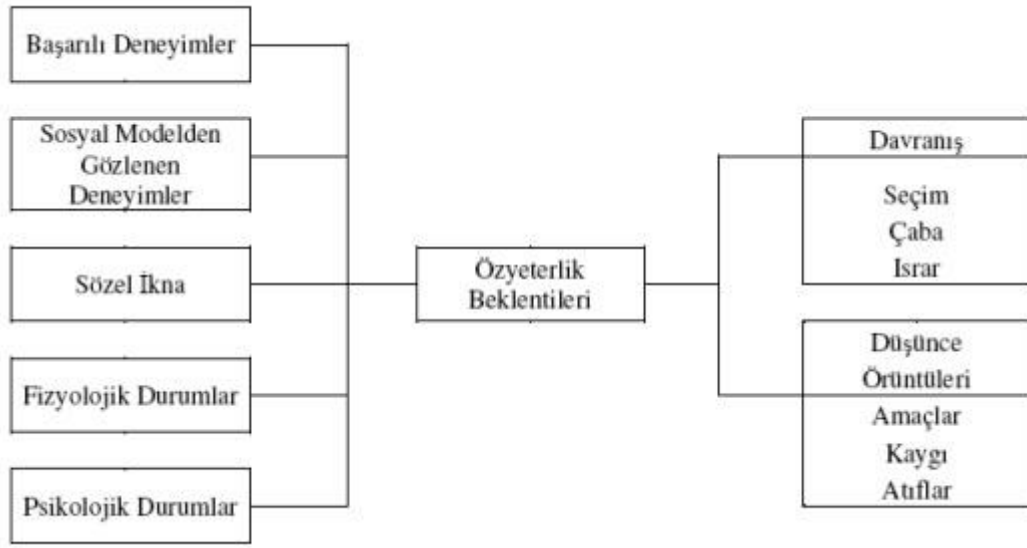 Başarılı Deneyimler
Sosyal Modelden
Gözlenen
Deneyimler
Sözel İkna
Fizyolojik Durumlar
Psikolojik Durumlar
Özyeterlik
Beklentileri
Davranış
Seçim
Çaba
Israr
Düşünce
Örüntüleri
Amaçlar
Kaygı
Atıflar